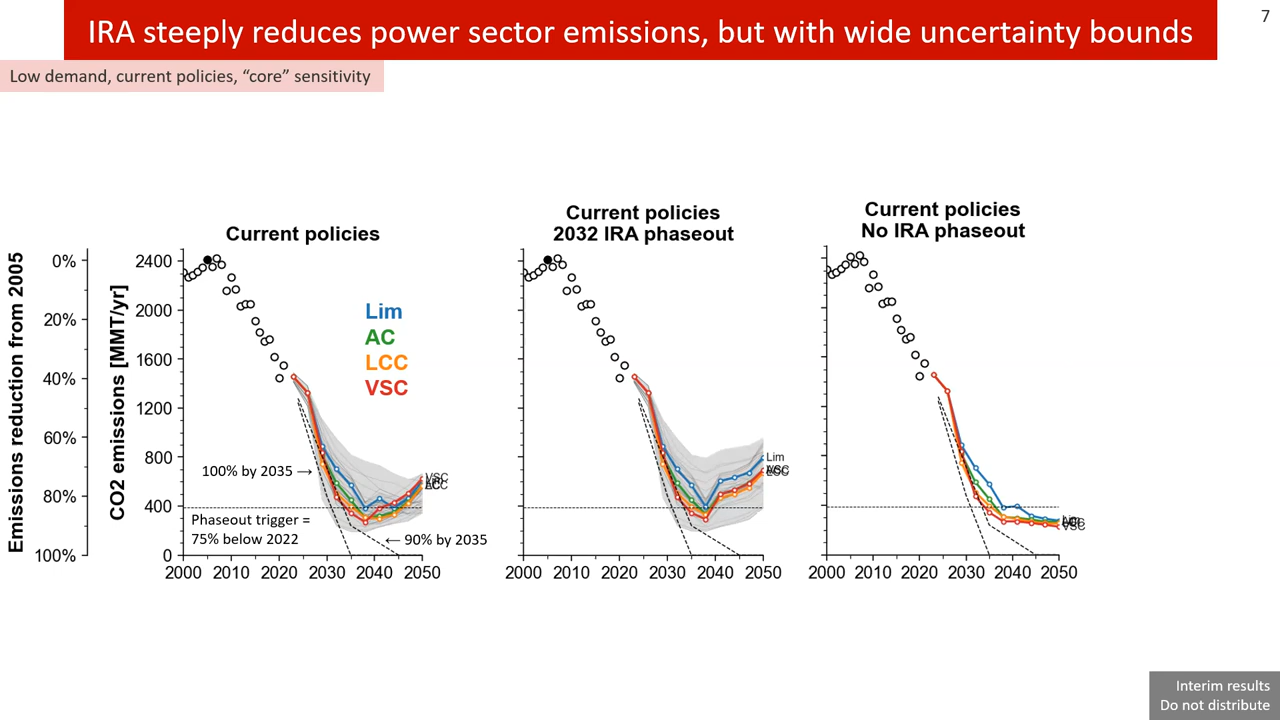 7
IRA steeply reduces power sector emissions, but with wide uncertainty bounds
Low demand, current policies, “core” sensitivity
Emissions reduction from 2005
0%
20%
40%
60%
80%
100%
CO2 emissions [MMT/yr]
Current policies
2400
2000
1600
1200
800
400
0
Lim
AC
LCC
VSC
100% by 2035 →
Phaseout trigger =
75% below 2022
← 90% by 2035
VSC
2000 2010 2020 2030 2040 2050
Current policies
2032 IRA phaseout
Lim
2000 2010 2020 2030 2040 2050
Current policies
No IRA phaseout
Lim
VSC
2000 2010 2020 2030 2040 2050
Interim results
Do not distribute